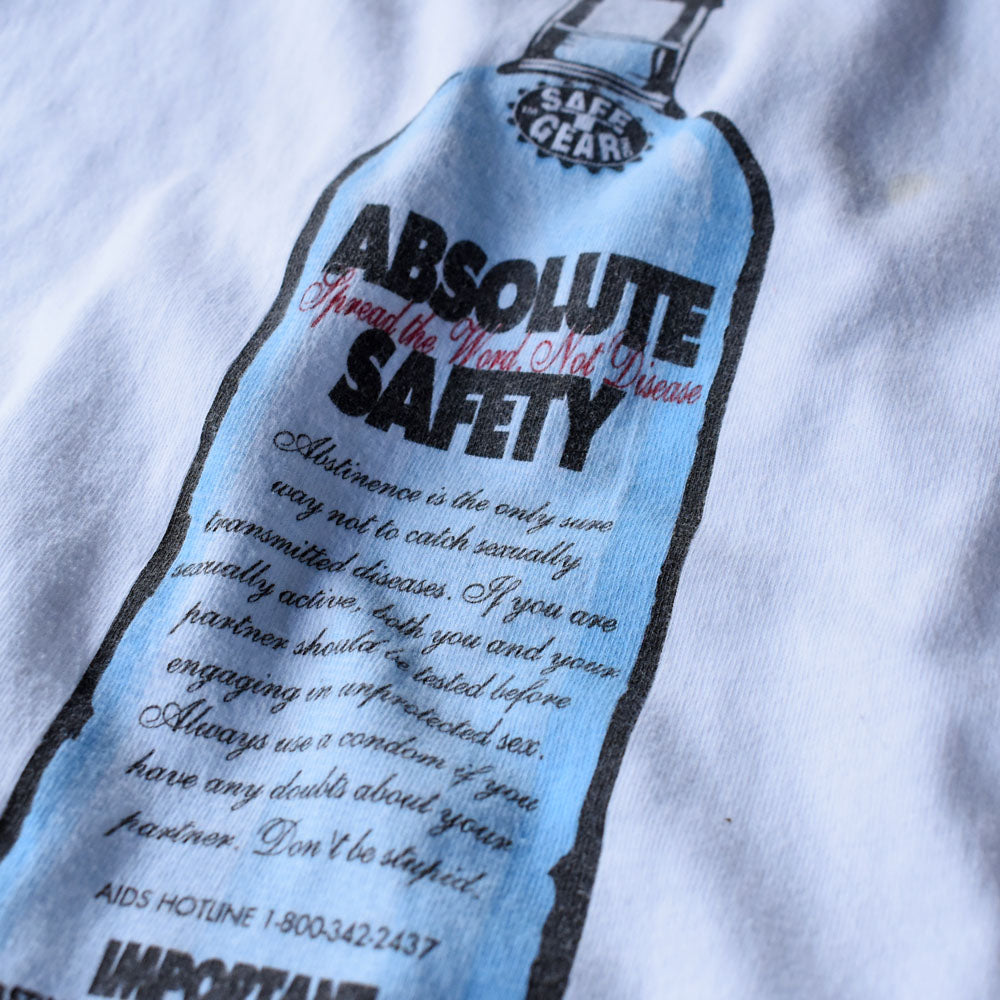 SAFE
GEAR
ABSOLUTE
Spread the Word, Not Disease
SAFETY
Abstinence is the only sure
way not to catch sexually
transmitted diseases. If you are
sexually active, both you and your
partner should be tested before
engaging in unprotected sex.
Always use a condom if you
have any doubts about your
partner. Don't be stupid.
AIDS HOTLINE 1-800-342-2437
IMPORTANT